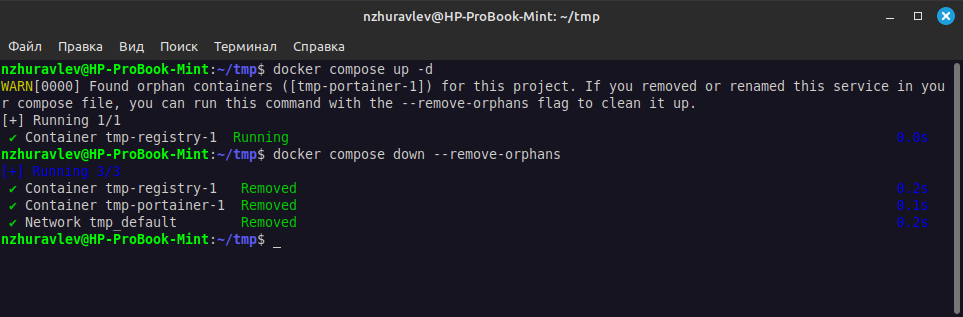 nzhuravlev@HP-ProBook-Mint: ~/tmp
Файл Правка Вид Поиск Терминал Справка
nzhuravlev@HP-ProBook-Mint:~/tmp$ docker compose up -d
WARN[0000] Found orphan containers ([tmp-portainer-1]) for this project. If you removed or renamed this service in you
r compose file, you can run this command with the --remove-orphans flag to clean it up.
[+] Running 1/1
✔ Container tmp-registry-1 Running 0.0s
nzhuravlev@HP-ProBook-Mint:~/tmp$ docker compose down --remove-orphans
[+] Running 3/3
✔ Container tmp-registry-1 Removed 0.2s
✔ Container tmp-portainer-1 Removed 0.1s
✔ Network tmp_default Removed 0.2s
nzhuravlev@HP-ProBook-Mint:~/tmp$ _